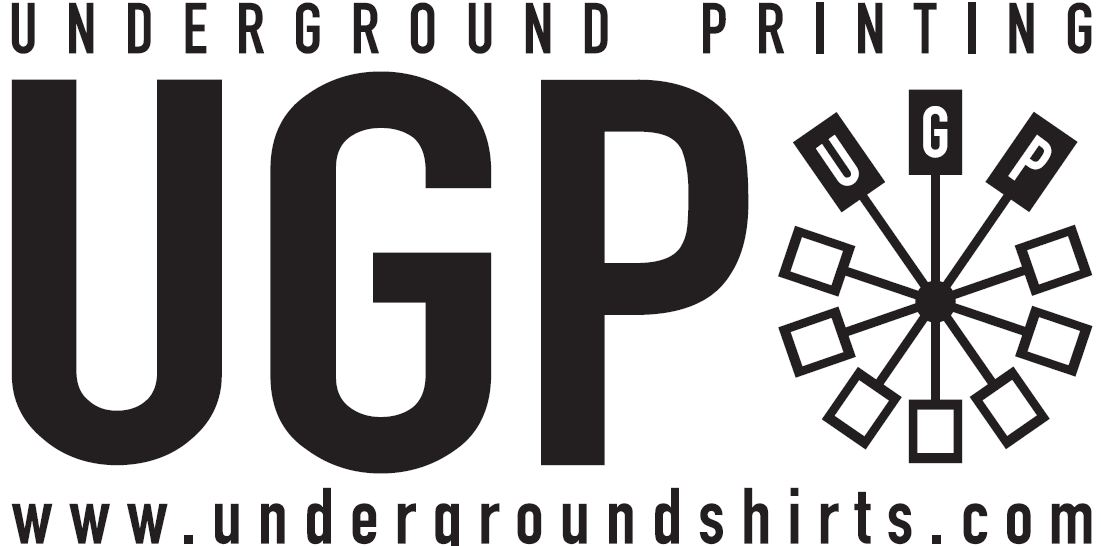 UNDERGROUND PRINTING
UGP
U G P
www.undergroundshirts.com